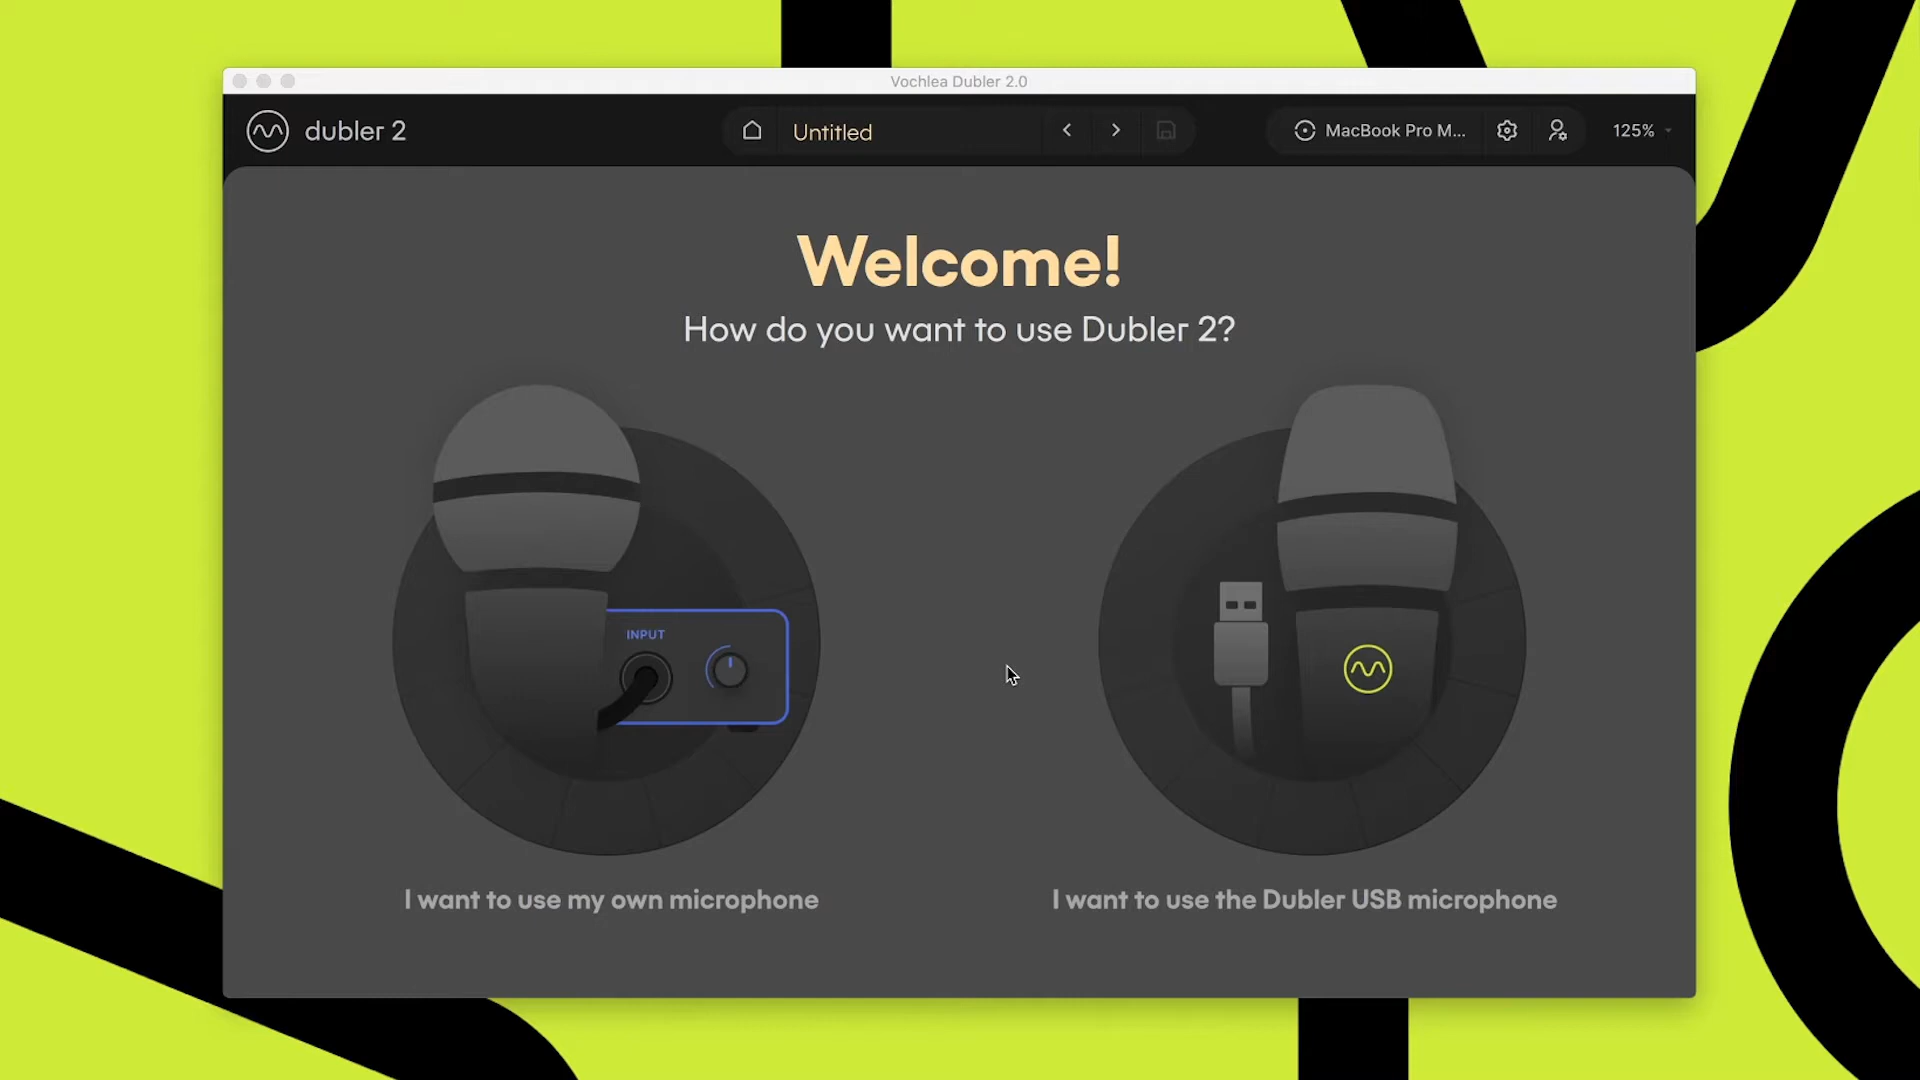 Vochlea Dubler 2.0
dubler 2
Untitled
MacBook Pro M...
125%
Welcome!
How do you want to use Dubler 2?
INPUT
I want to use my own microphone
I want to use the Dubler USB microphone